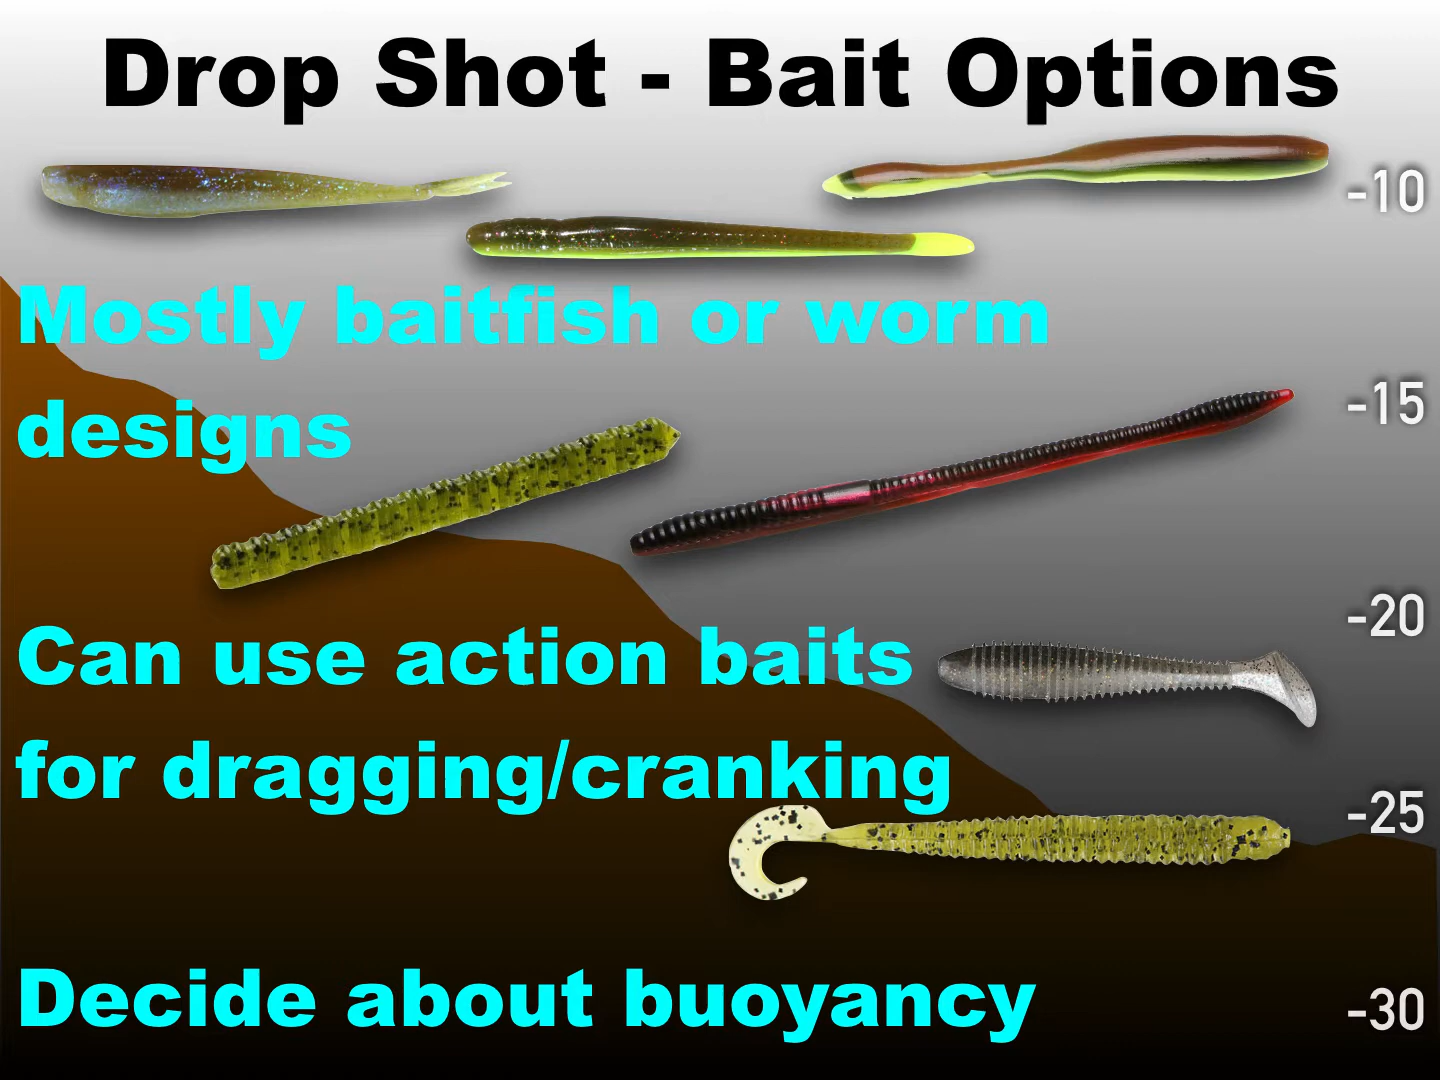 Drop Shot - Bait Options
-10
Mostly baitfish or worm
designs
-15
-20
Can use action baits
for dragging/cranking
-25
Decide about buoyancy
-30